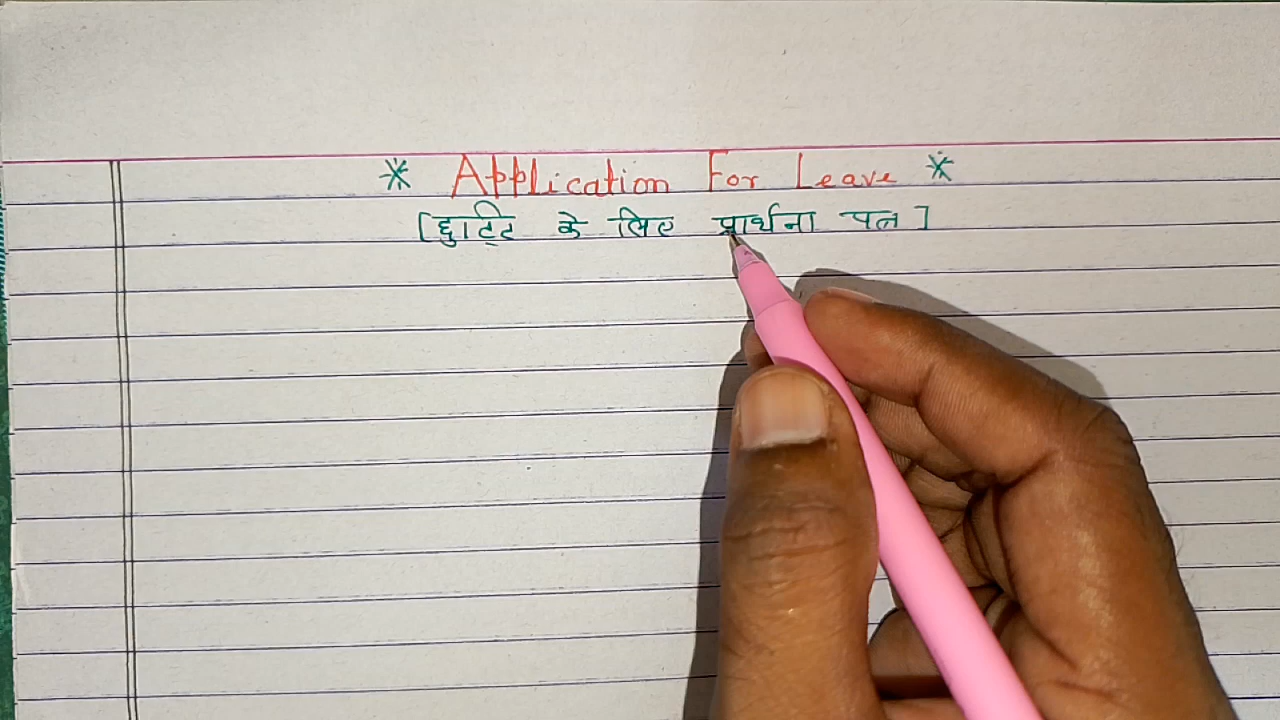 * Application For Leave *
[छुट्टि के लिए प्रार्थना पत्र]